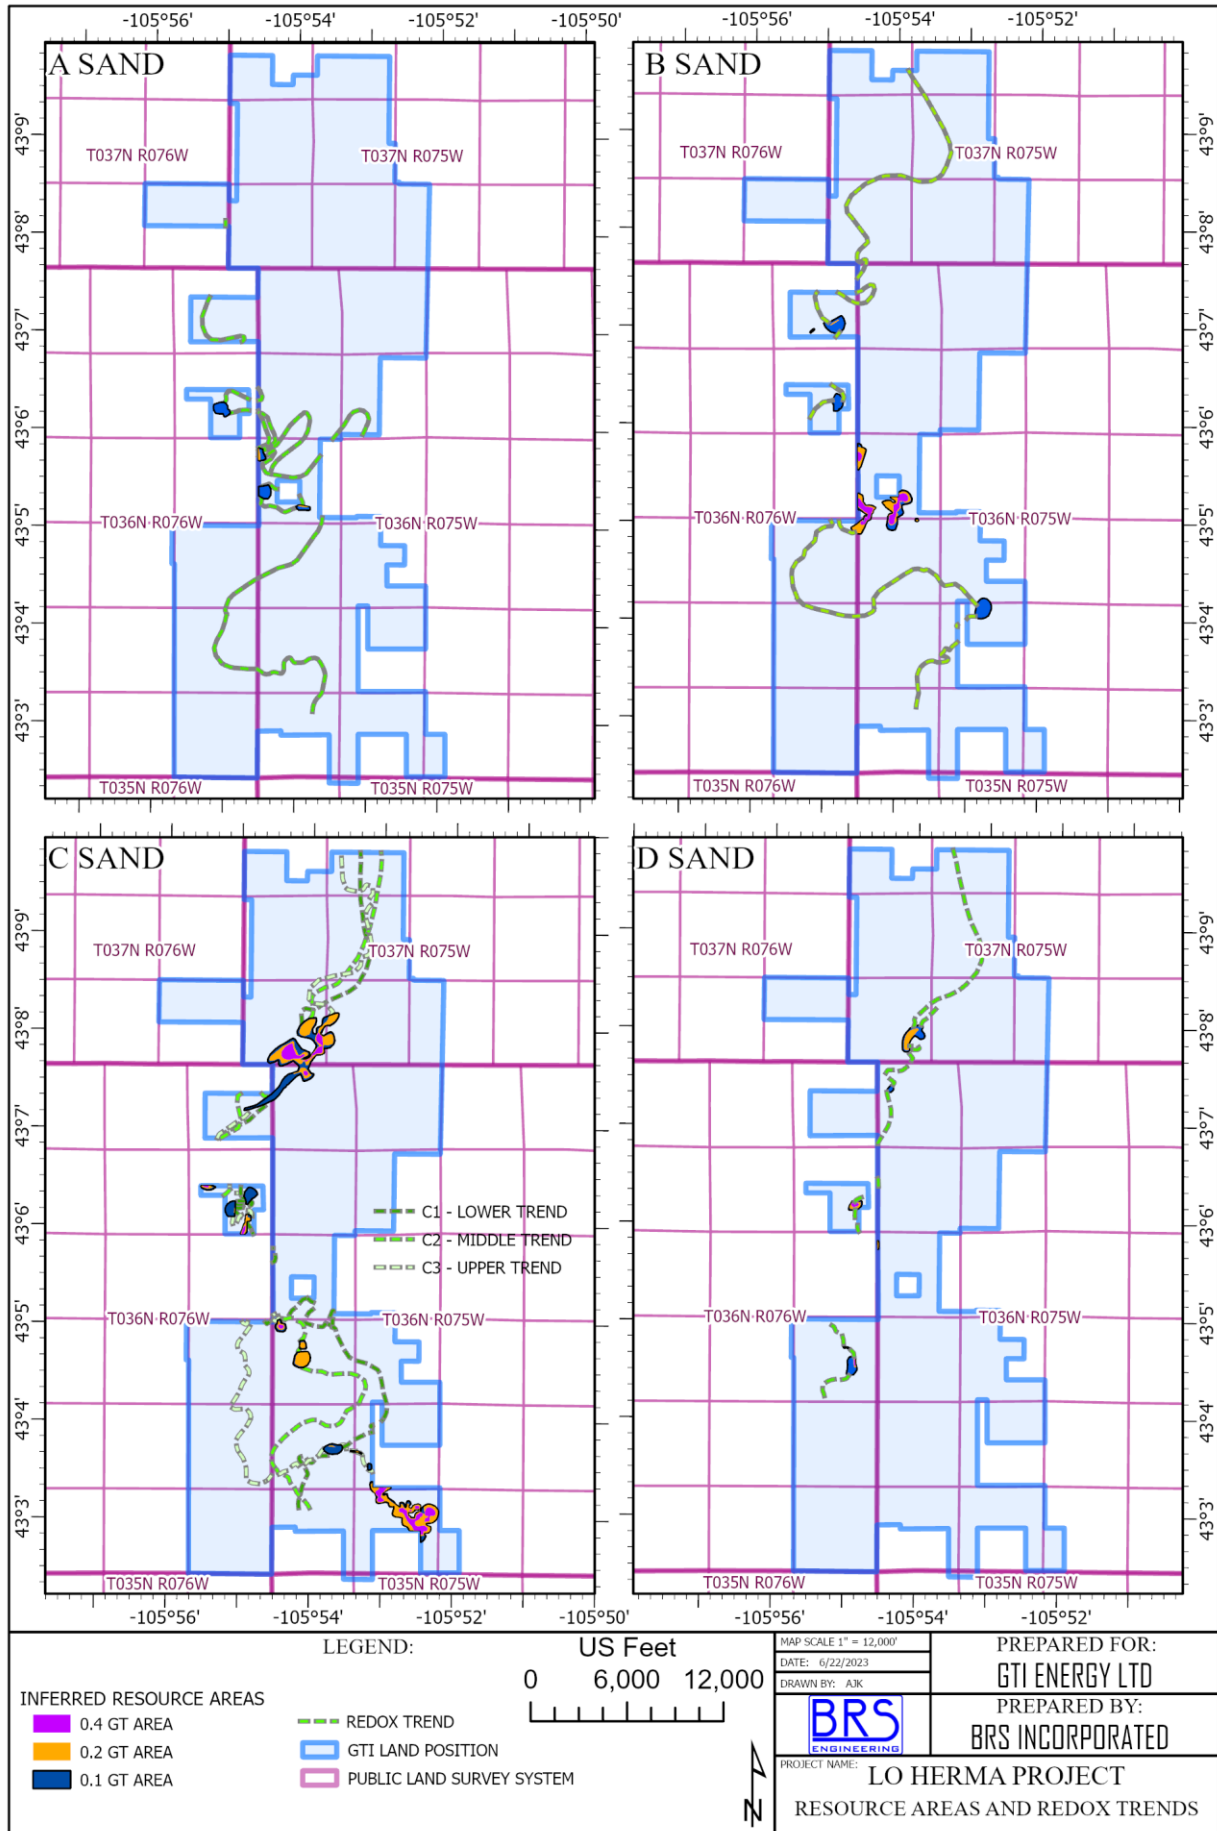 -105°56' -105°54' -105°52' -105°50'
-105°56' -105°54' -105°52'
A SAND
43°9'
43°8'
43°7'
43°6'
43°5'
43°4'
43°3'
T037N R076W
T037N R075W
T036N R076W
T036N R075W
T035N R076W
T035N R075W
B SAND
T037N R076W
T037N R075W
T036N R076W
T036N R075W
T035N R076W
T035N R075W
43°9'
43°8'
43°7'
43°6'
43°5'
43°4'
43°3'
C SAND
43°9'
43°8'
43°7'
43°6'
43°5'
43°4'
43°3'
T037N R076W
T037N R075W
C1 - LOWER TREND
C2 - MIDDLE TREND
C3 - UPPER TREND
T036N R076W
T036N R075W
T035N R076W
T035N R075W
D SAND
T037N R076W
T037N R075W
T036N R076W
T036N R075W
T035N R076W
T035N R075W
43°9'
43°8'
43°7'
43°6'
43°5'
43°4'
43°3'
-105°56' -105°54' -105°52' -105°50'
-105°56' -105°54' -105°52'
LEGEND:
INFERRED RESOURCE AREAS
0.4 GT AREA
0.2 GT AREA
0.1 GT AREA
REDOX TREND
GTI LAND POSITION
PUBLIC LAND SURVEY SYSTEM
US Feet
0 6,000 12,000
N
MAP SCALE 1" = 12,000'
DATE: 6/22/2023
DRAWN BY: AJK
PREPARED FOR:
GTI ENERGY LTD
BRS
ENGINEERING
PREPARED BY:
BRS INCORPORATED
PROJECT NAME:
LO HERMA PROJECT
RESOURCE AREAS AND REDOX TRENDS